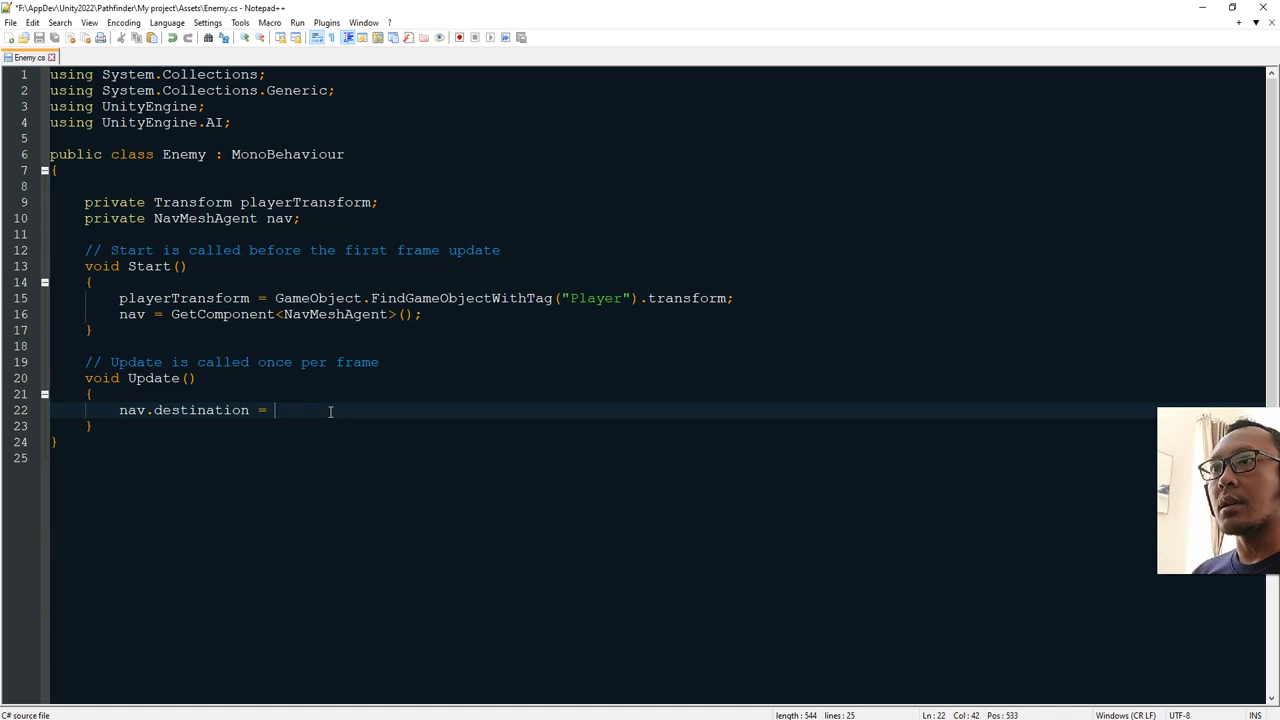 *F:\AppDev\Unity2022\Pathfinder\My project\Assets\Enemy.cs - Notepad++
File Edit Search View Encoding Language Settings Tools Macro Run Plugins Window ?
Enemy.cs
1 using System.Collections;
2 using System.Collections.Generic;
3 using UnityEngine;
4 using UnityEngine.AI;
5
6 public class Enemy : MonoBehaviour
7 {
8
9 private Transform playerTransform;
10 private NavMeshAgent nav;
11
12 // Start is called before the first frame update
13 void Start()
14 {
15 playerTransform = GameObject.FindGameObjectWithTag("Player").transform;
16 nav = GetComponent<NavMeshAgent>();
17 }
18
19 // Update is called once per frame
20 void Update()
21 {
22 nav.destination =
23 }
24 }
25
C# source file length : 544 lines : 25 Ln : 22 Col : 42 Pos : 533 Windows (CR LF) UTF-8 INS